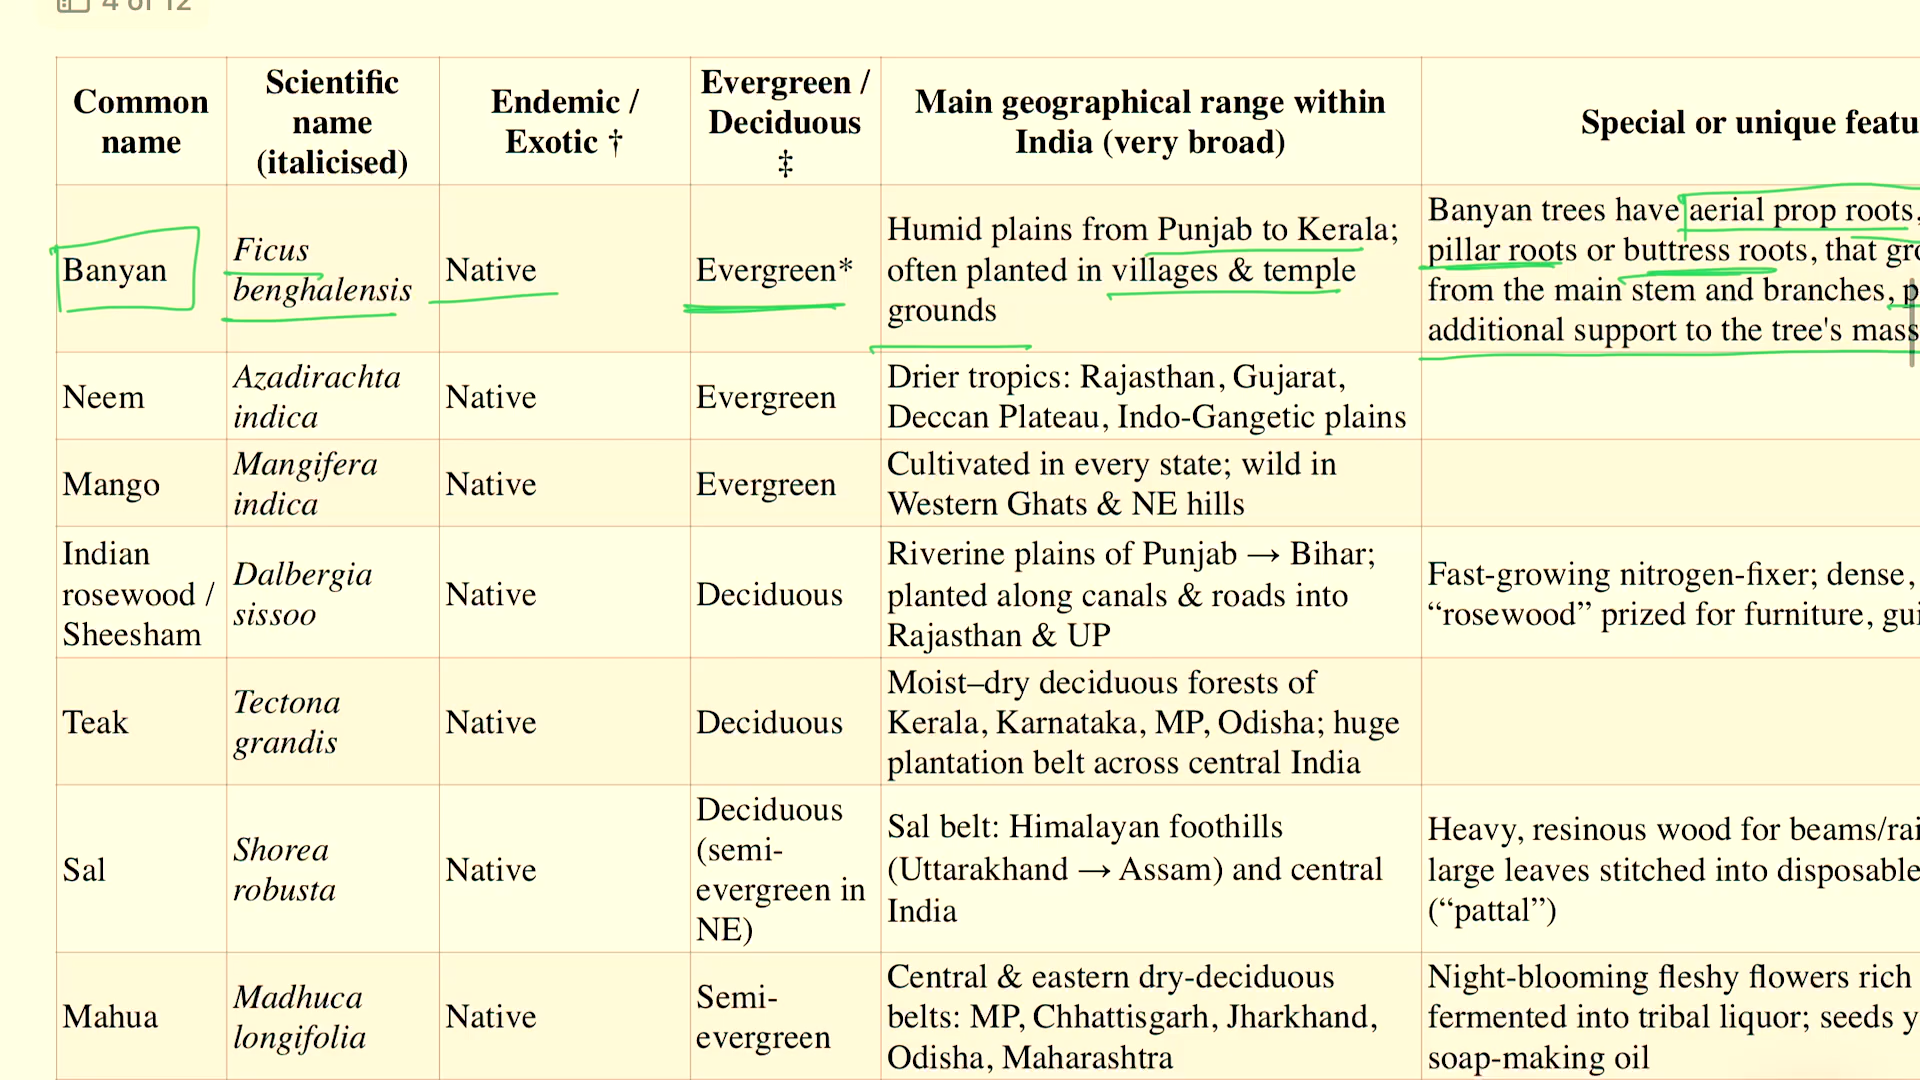 4 of 12
Common name
Scientific name (italicised)
Endemic / Exotic †
Evergreen / Deciduous ‡
Main geographical range within India (very broad)
Special or unique
Banyan
Ficus benghalensis
Native
Evergreen*
Humid plains from Punjab to Kerala;
often planted in villages & temple
grounds
Banyan trees have aerial prop roots,
pillar roots or buttress roots, that
from the main stem and branches,
additional support to the tree's
Neem
Azadirachta indica
Native
Evergreen
Drier tropics: Rajasthan, Gujarat,
Deccan Plateau, Indo-Gangetic plains
Mango
Mangifera indica
Native
Evergreen
Cultivated in every state; wild in
Western Ghats & NE hills
Indian
rosewood /
Sheesham
Dalbergia sissoo
Native
Deciduous
Riverine plains of Punjab → Bihar;
planted along canals & roads into
Rajasthan & UP
Fast-growing nitrogen-fixer; dense,
“rosewood” prized for furniture,
Teak
Tectona grandis
Native
Deciduous
Moist–dry deciduous forests of
Kerala, Karnataka, MP, Odisha; huge
plantation belt across central India
Sal
Shorea robusta
Native
Deciduous
(semi-
evergreen in
NE)
Sal belt: Himalayan foothills
(Uttarakhand → Assam) and central
India
Heavy, resinous wood for
large leaves stitched into disposable
(“pattal”)
Mahua
Madhuca longifolia
Native
Semi-
evergreen
Central & eastern dry-deciduous
belts: MP, Chhattisgarh, Jharkhand,
Odisha, Maharashtra
Night-blooming fleshy flowers rich
fermented into tribal liquor; seeds
soap-making oil